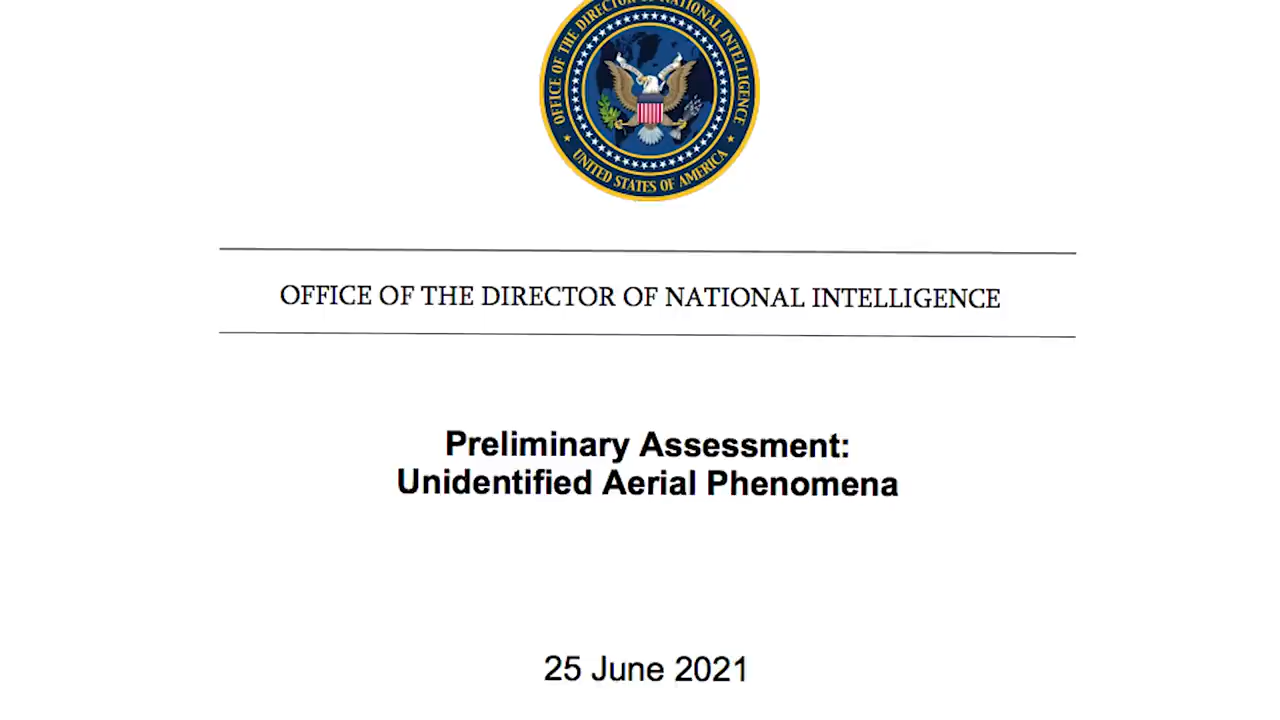 OFFICE OF THE DIRECTOR OF NATIONAL INTELLIGENCE
UNITED STATES OF AMERICA
OFFICE OF THE DIRECTOR OF NATIONAL INTELLIGENCE
Preliminary Assessment:
Unidentified Aerial Phenomena
25 June 2021